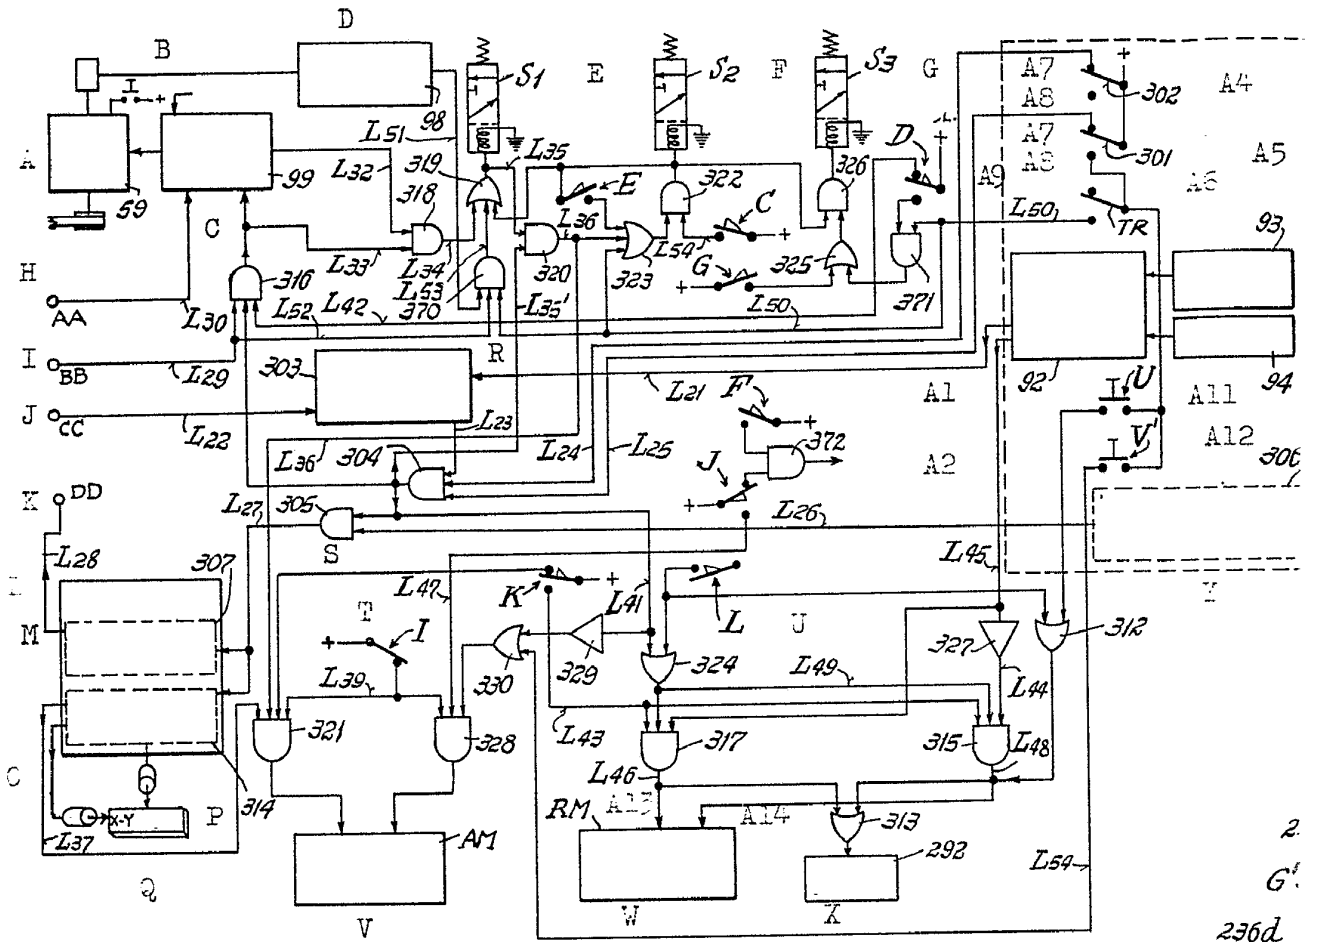 D
B
S1
E
S2
F
S3
G
A7
A8
302
A4
I
+
98
L51
319
L35
D
+
A7
A8
301
A5
A
59
99
L32
318
E
322
326
A9
A6
C
L33
L34
L36
320
323
L54
C
+
G
+
325
371
L50
TR
93
H
AA
L30
316
L52
L42
L53
370
L35'
L50
I
BB
L29
303
R
L21
92
94
J
CC
L22
L23
F
+
A1
U
A11
L36
304
L24
L25
372
V'
A12
A2
306
K
DD
L27
305
J
+
L26
L28
S
307
L47
K
+
L41
L
L45
Y
T
I
+
U
M
327
312
L39
330
329
324
L49
L44
321
328
L43
317
315
L48
314
P
X-Y
L37
L46
A13
A14
RM
AM
313
292
L54
Q
V
W
X
2
G'
236d